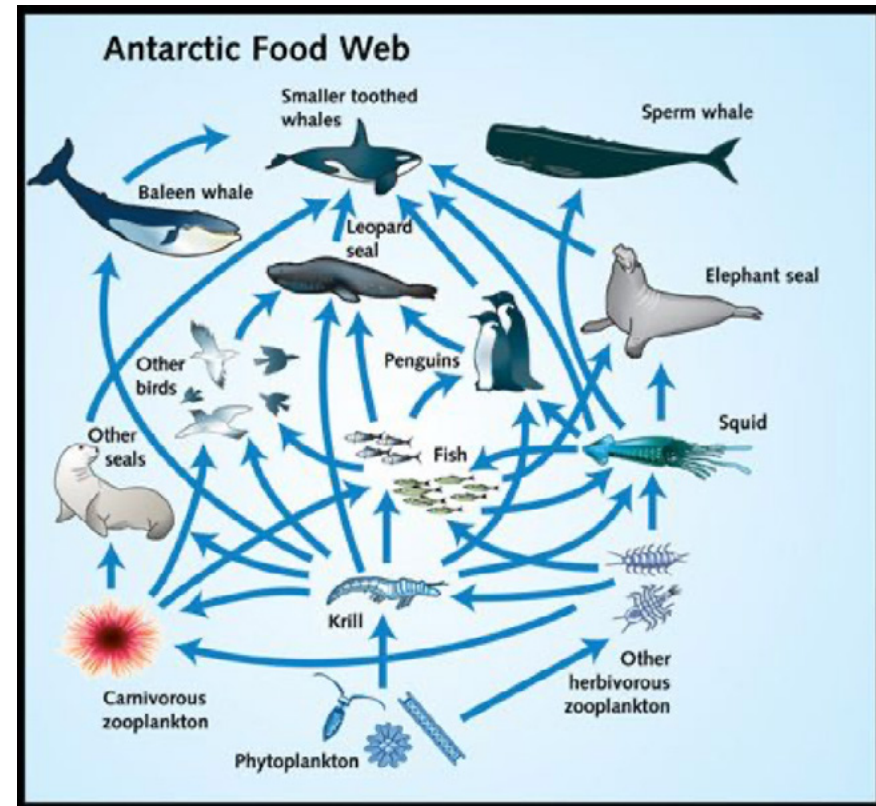 Antarctic Food Web
Smaller toothed
whales
Sperm whale
Baleen whale
Leopard
seal
Elephant seal
Other
birds
Penguins
Squid
Other
seals
Fish
Krill
Other
herbivorous
zooplankton
Carnivorous
zooplankton
Phytoplankton